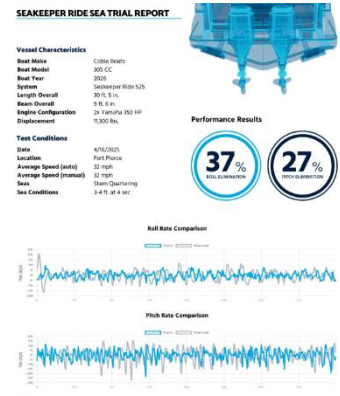 SEAKEEPER RIDE SEA TRIAL REPORT
Vessel Characteristics
Boat Make Cobia Boats
Boat Model 305 CC
Boat Year 2026
System Seakeeper Ride 525
Length Overall 30 ft. 5 in.
Beam Overall 9 ft. 8 in.
Engine Configuration 2x Yamaha 350 HP
Displacement 11,300 lbs.
Test Conditions
Date 4/16/2025
Location Fort Pierce
Average Speed (auto) 32 mph
Average Speed (manual) 32 mph
Seas Stern Quartering
Sea Conditions 3-4 ft. at 4 sec
Performance Results
37%
ROLL ELIMINATION
27%
PITCH ELIMINATION
Roll Rate Comparison
Pitch Rate Comparison